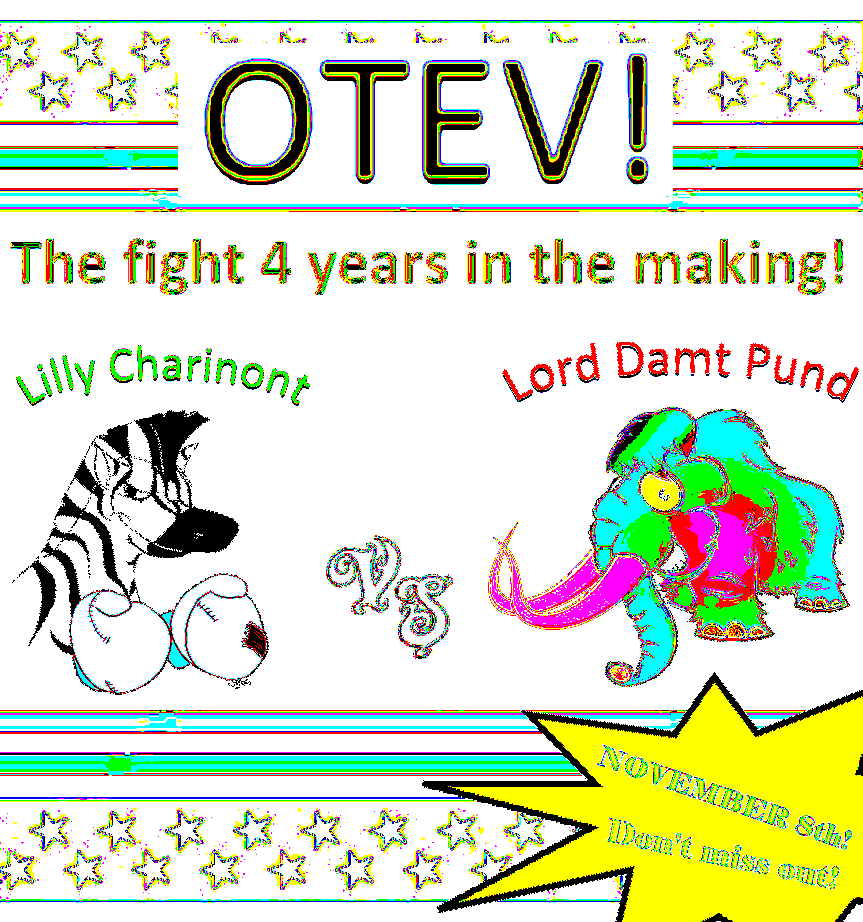 OTEV!
The fight 4 years in the making!
Lilly Charinont
Lord Damt Pund
VS
NOVEMBER 8th!
Don't miss out!